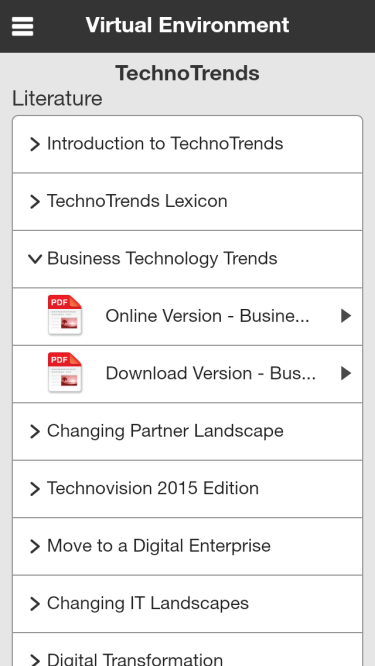 Virtual Environment
TechnoTrends
Literature
Introduction to TechnoTrends
TechnoTrends Lexicon
Business Technology Trends
PDF
Online Version - Busine...
PDF
Download Version - Bus...
Changing Partner Landscape
Technovision 2015 Edition
Move to a Digital Enterprise
Changing IT Landscapes
Digital Transformation